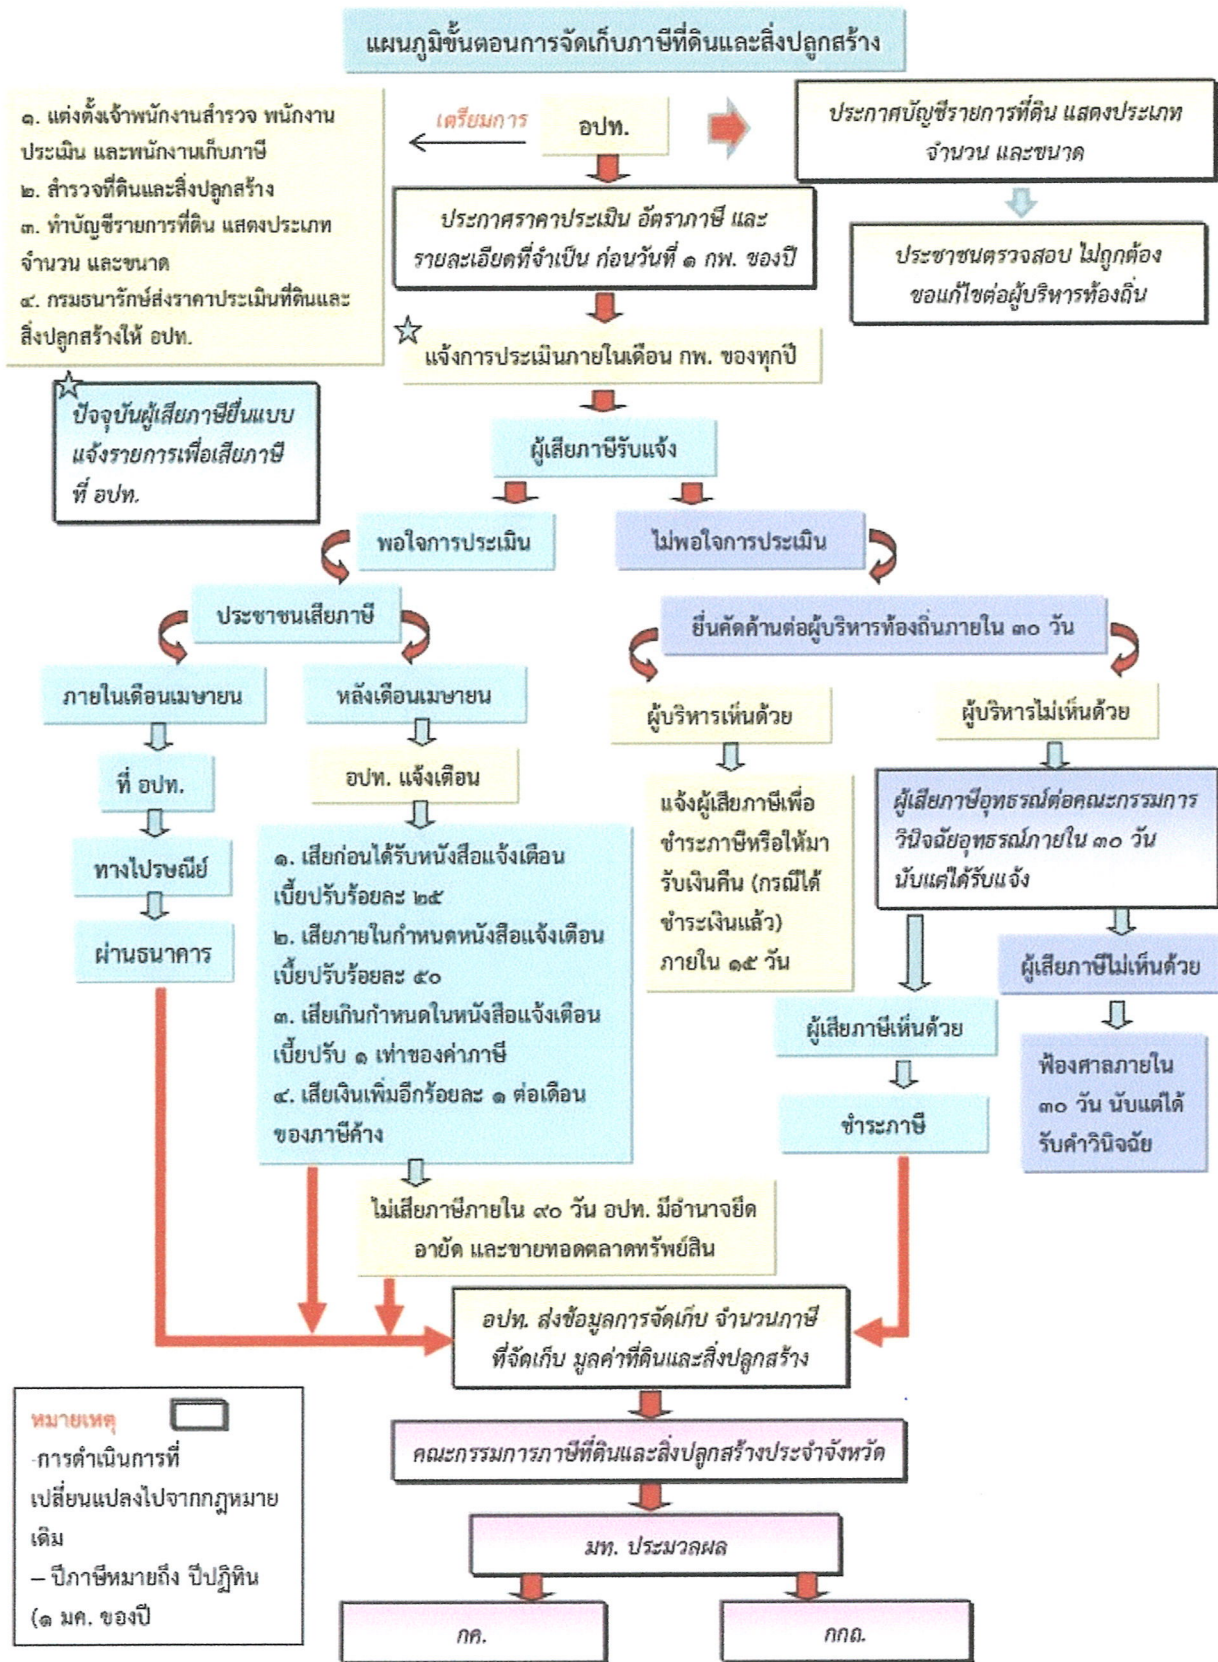 แผนภูมิขั้นตอนการจัดเก็บภาษีที่ดินและสิ่งปลูกสร้าง
๑. แต่งตั้งเจ้าพนักงานสำรวจ พนักงาน
ประเมิน และพนักงานเก็บภาษี
๒. สำรวจที่ดินและสิ่งปลูกสร้าง
๓. ทำบัญชีรายการที่ดิน แสดงประเภท
จำนวน และขนาด
๔. กรมธนารักษ์ส่งราคาประเมินที่ดินและ
สิ่งปลูกสร้างให้ อปท.
เตรียมการ
อปท.
ประกาศบัญชีรายการที่ดิน แสดงประเภท
จำนวน และขนาด
ประกาศราคาประเมิน อัตราภาษี และ
รายละเอียดที่จำเป็น ก่อนวันที่ ๑ กพ. ของปี
ประชาชนตรวจสอบ ไม่ถูกต้อง
ขอแก้ไขต่อผู้บริหารท้องถิ่น
แจ้งการประเมินภายในเดือน กพ. ของทุกปี
ปัจจุบันผู้เสียภาษียื่นแบบ
แจ้งรายการเพื่อเสียภาษี
ที่ อปท.
ผู้เสียภาษีรับแจ้ง
พอใจการประเมิน
ไม่พอใจการประเมิน
ประชาชนเสียภาษี
ยื่นคัดค้านต่อผู้บริหารท้องถิ่นภายใน ๓๐ วัน
ภายในเดือนเมษายน
หลังเดือนเมษายน
ผู้บริหารเห็นด้วย
ผู้บริหารไม่เห็นด้วย
ที่ อปท.
ทางไปรษณีย์
ผ่านธนาคาร
อปท. แจ้งเตือน
๑. เสียก่อนได้รับหนังสือแจ้งเตือน
เบี้ยปรับร้อยละ ๒๕
๒. เสียภายในกำหนดหนังสือแจ้งเตือน
เบี้ยปรับร้อยละ ๕๐
๓. เสียเกินกำหนดในหนังสือแจ้งเตือน
เบี้ยปรับ ๑ เท่าของค่าภาษี
๔. เสียเงินเพิ่มอีกร้อยละ ๑ ต่อเดือน
ของภาษีค้าง
แจ้งผู้เสียภาษีเพื่อ
ชำระภาษีหรือให้มา
รับเงินคืน (กรณีได้
ชำระเงินแล้ว)
ภายใน ๑๕ วัน
ผู้เสียภาษีอุทธรณ์ต่อคณะกรรมการ
วินิจฉัยอุทธรณ์ภายใน ๓๐ วัน
นับแต่ได้รับแจ้ง
ผู้เสียภาษีไม่เห็นด้วย
ผู้เสียภาษีเห็นด้วย
ฟ้องศาลภายใน
๓๐ วัน นับแต่ได้
รับคำวินิจฉัย
ชำระภาษี
ไม่เสียภาษีภายใน ๙๐ วัน อปท. มีอำนาจยึด
อายัด และขายทอดตลาดทรัพย์สิน
อปท. ส่งข้อมูลการจัดเก็บ จำนวนภาษี
ที่จัดเก็บ มูลค่าที่ดินและสิ่งปลูกสร้าง
คณะกรรมการภาษีที่ดินและสิ่งปลูกสร้างประจำจังหวัด
มท. ประมวลผล
กค.
กกถ.
หมายเหตุ
-การดำเนินการที่
เปลี่ยนแปลงไปจากกฎหมาย
เดิม
– ปีภาษีหมายถึง ปีปฏิทิน
(๑ มค. ของปี